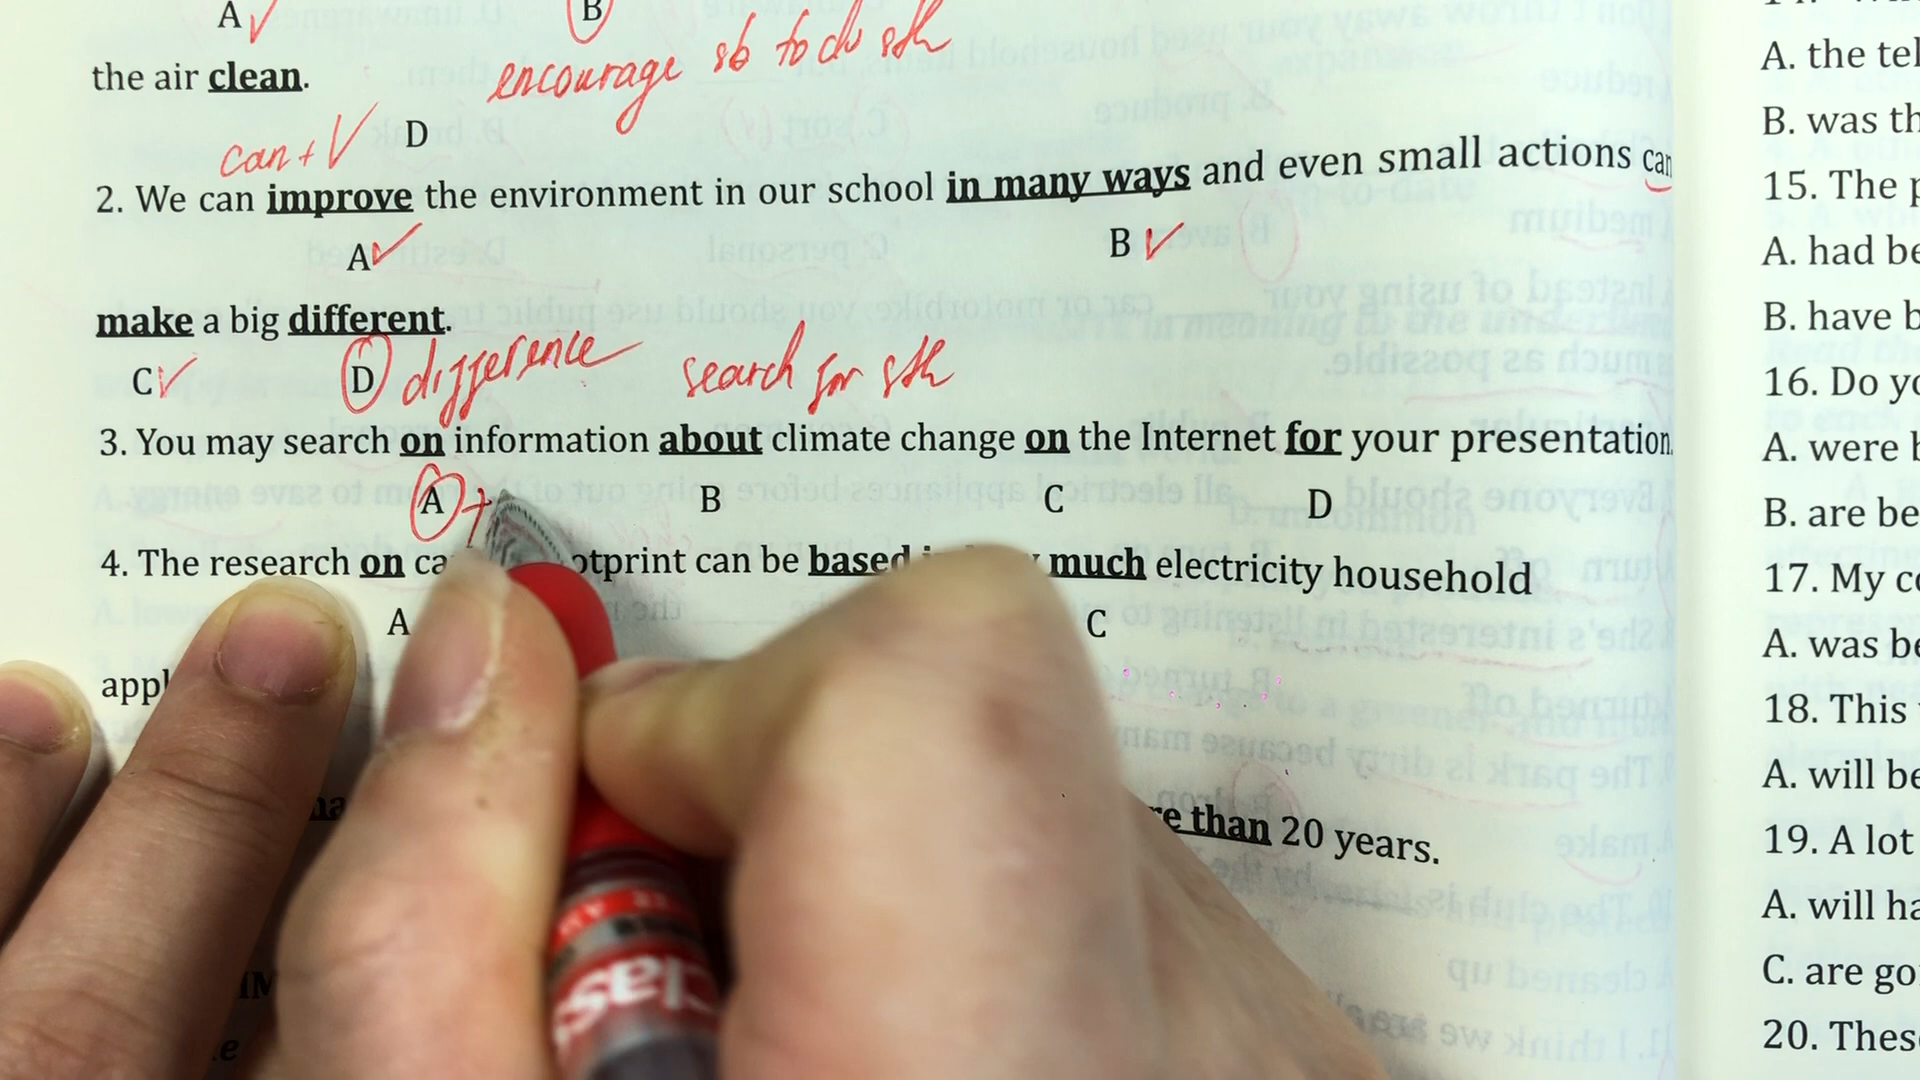 A✓ B
the air clean. encourage sb to do sth
can + V D
2. We can improve the environment in our school in many ways and even small actions can
A✓ B✓
make a big different.
C✓ D difference search for sth
3. You may search on information about climate change on the Internet for your presentation
A B C D
4. The research on otprint can be based much electricity household
A C
appl
re than 20 years.
Clas
A. the tel
B. was th
15. The p
A. had be
B. have b
16. Do yo
A. were b
B. are be
17. My co
A. was be
18. This
A. will be
19. A lot
A. will ha
C. are go
20. Thes